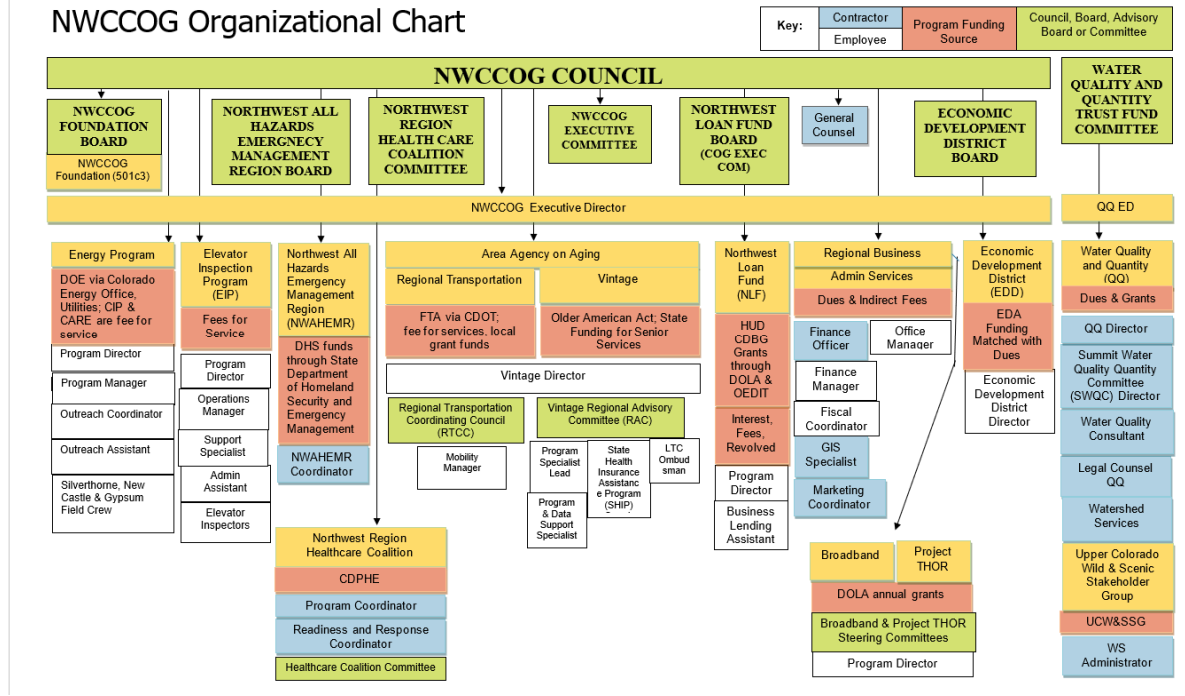 NWCCOG Organizational Chart
Key:
Contractor
Employee
Program Funding
Source
Council, Board, Advisory
Board or Committee
NWCCOG COUNCIL
WATER
QUALITY AND
QUANTITY
TRUST FUND
COMMITTEE
NWCCOG
FOUNDATION
BOARD
NWCCOG
Foundation (501c3)
NORTHWEST ALL
HAZARDS
EMERGNECY
MANAGEMENT
REGION BOARD
NORTHWEST
REGION
HEALTH CARE
COALITION
COMMITTEE
NWCCOG
EXECUTIVE
COMMITTEE
NORTHWEST
LOAN FUND
BOARD
(COG EXEC
COM)
General
Counsel
ECONOMIC
DEVELOPMENT
DISTRICT
BOARD
NWCCOG Executive Director
QQ ED
Energy Program
DOE via Colorado
Energy Office,
Utilities; CIP &
CARE are fee for
service
Program Director
Program Manager
Outreach Coordinator
Outreach Assistant
Silverthorne, New
Castle & Gypsum
Field Crew
Elevator
Inspection
Program
(EIP)
Fees for
Service
Program
Director
Operations
Manager
Support
Specialist
Admin
Assistant
Elevator
Inspectors
Northwest All
Hazards
Emergency
Management
Region
(NWAHEMR)
DHS funds
through State
Department
of Homeland
Security and
Emergency
Management
NWAHEMR
Coordinator
Northwest Region
Healthcare Coalition
CDPHE
Program Coordinator
Readiness and Response
Coordinator
Healthcare Coalition Committee
Area Agency on Aging
Regional Transportation
Vintage
FTA via CDOT;
fee for services. local
grant funds
Older American Act; State
Funding for Senior
Services
Vintage Director
Regional Transportation
Coordinating Council
(RTCC)
Mobility
Manager
Vintage Regional Advisory
Committee (RAC)
Program
Specialist
Lead
Program
& Data
Support
Specialist
State
Health
Insurance
Assistanc
e Program
(SHIP)
LTC
Ombud
sman
Northwest
Loan
Fund
(NLF)
HUD
CDBG
Grants
through
DOLA &
OEDIT
Interest,
Fees,
Revolved
Program
Director
Business
Lending
Assistant
Regional Business
Admin Services
Dues & Indirect Fees
Finance
Officer
Office
Manager
Finance
Manager
Fiscal
Coordinator
GIS
Specialist
Marketing
Coordinator
Broadband
Project
THOR
DOLA annual grants
Broadband & Project THOR
Steering Committees
Program Director
Economic
Development
District
(EDD)
EDA
Funding
Matched with
Dues
Economic
Development
District
Director
Water Quality
and Quantity
(QQ)
Dues & Grants
QQ Director
Summit Water
Quality Quantity
Committee
(SWQC) Director
Water Quality
Consultant
Legal Counsel
QQ
Watershed
Services
Upper Colorado
Wild & Scenic
Stakeholder
Group
UCW&SSG
WS
Administrator